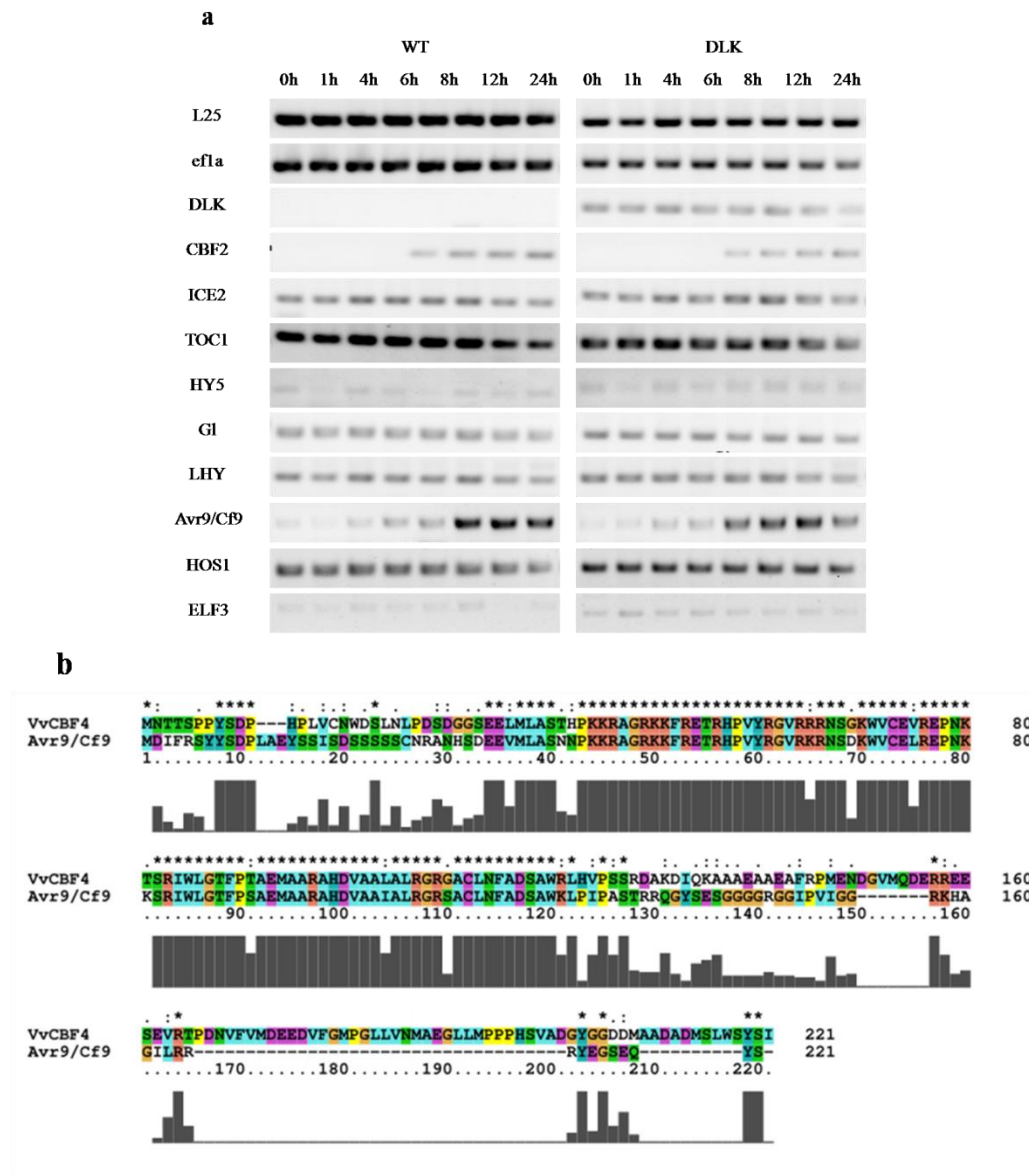 a
WT DLK
0h 1h 4h 6h 8h 12h 24h 0h 1h 4h 6h 8h 12h 24h
L25
ef1a
DLK
CBF2
ICE2
TOC1
HY5
GI
LHY
Avr9/Cf9
HOS1
ELF3
b
VvCBF4 MNTTSPPYSDP---HPLVCNWDSLNLPDSDGGSEELMLASTHPKKRAGRKKFRETRHPVYRGVRRRNSGKWVCEVREPNK 80
Avr9/Cf9 MDIFRSYYSDPLAEYSSISDSSSSSCNRANHSDEEVMLASNNPKKRAGRKKFRETRHPVYRGVRRRNSDKWVCELREPNK 80
1.......10........20........30........40........50........60........70........80
VvCBF4 TSRIWLGTFPTAEMAARAHDVAALALRGRGACLNFADSAWRLHVPSSRDAKDIQKAAAEAAEAFRPMENDGVMQDERREE 160
Avr9/Cf9 KSRIWLGTFPSAEMAARAHDVAAIALRGRSACLNFADSAWKLPIPASTRRQGYSESGGGGRGGIPVIGG-------RKHA 160
.........90.......100.......110.......120.......130.......140.......150.......160
VvCBF4 SEVRTPDNVFVMDEEDVFGMPGLLVNMAEGLLMPPPHSVADGYGGDDMAADADMSLWSYSI 221
Avr9/Cf9 GILRR------------------------------------RYEGSEQ----------YS- 221
........170.......180.......190.......200.......210.......220.